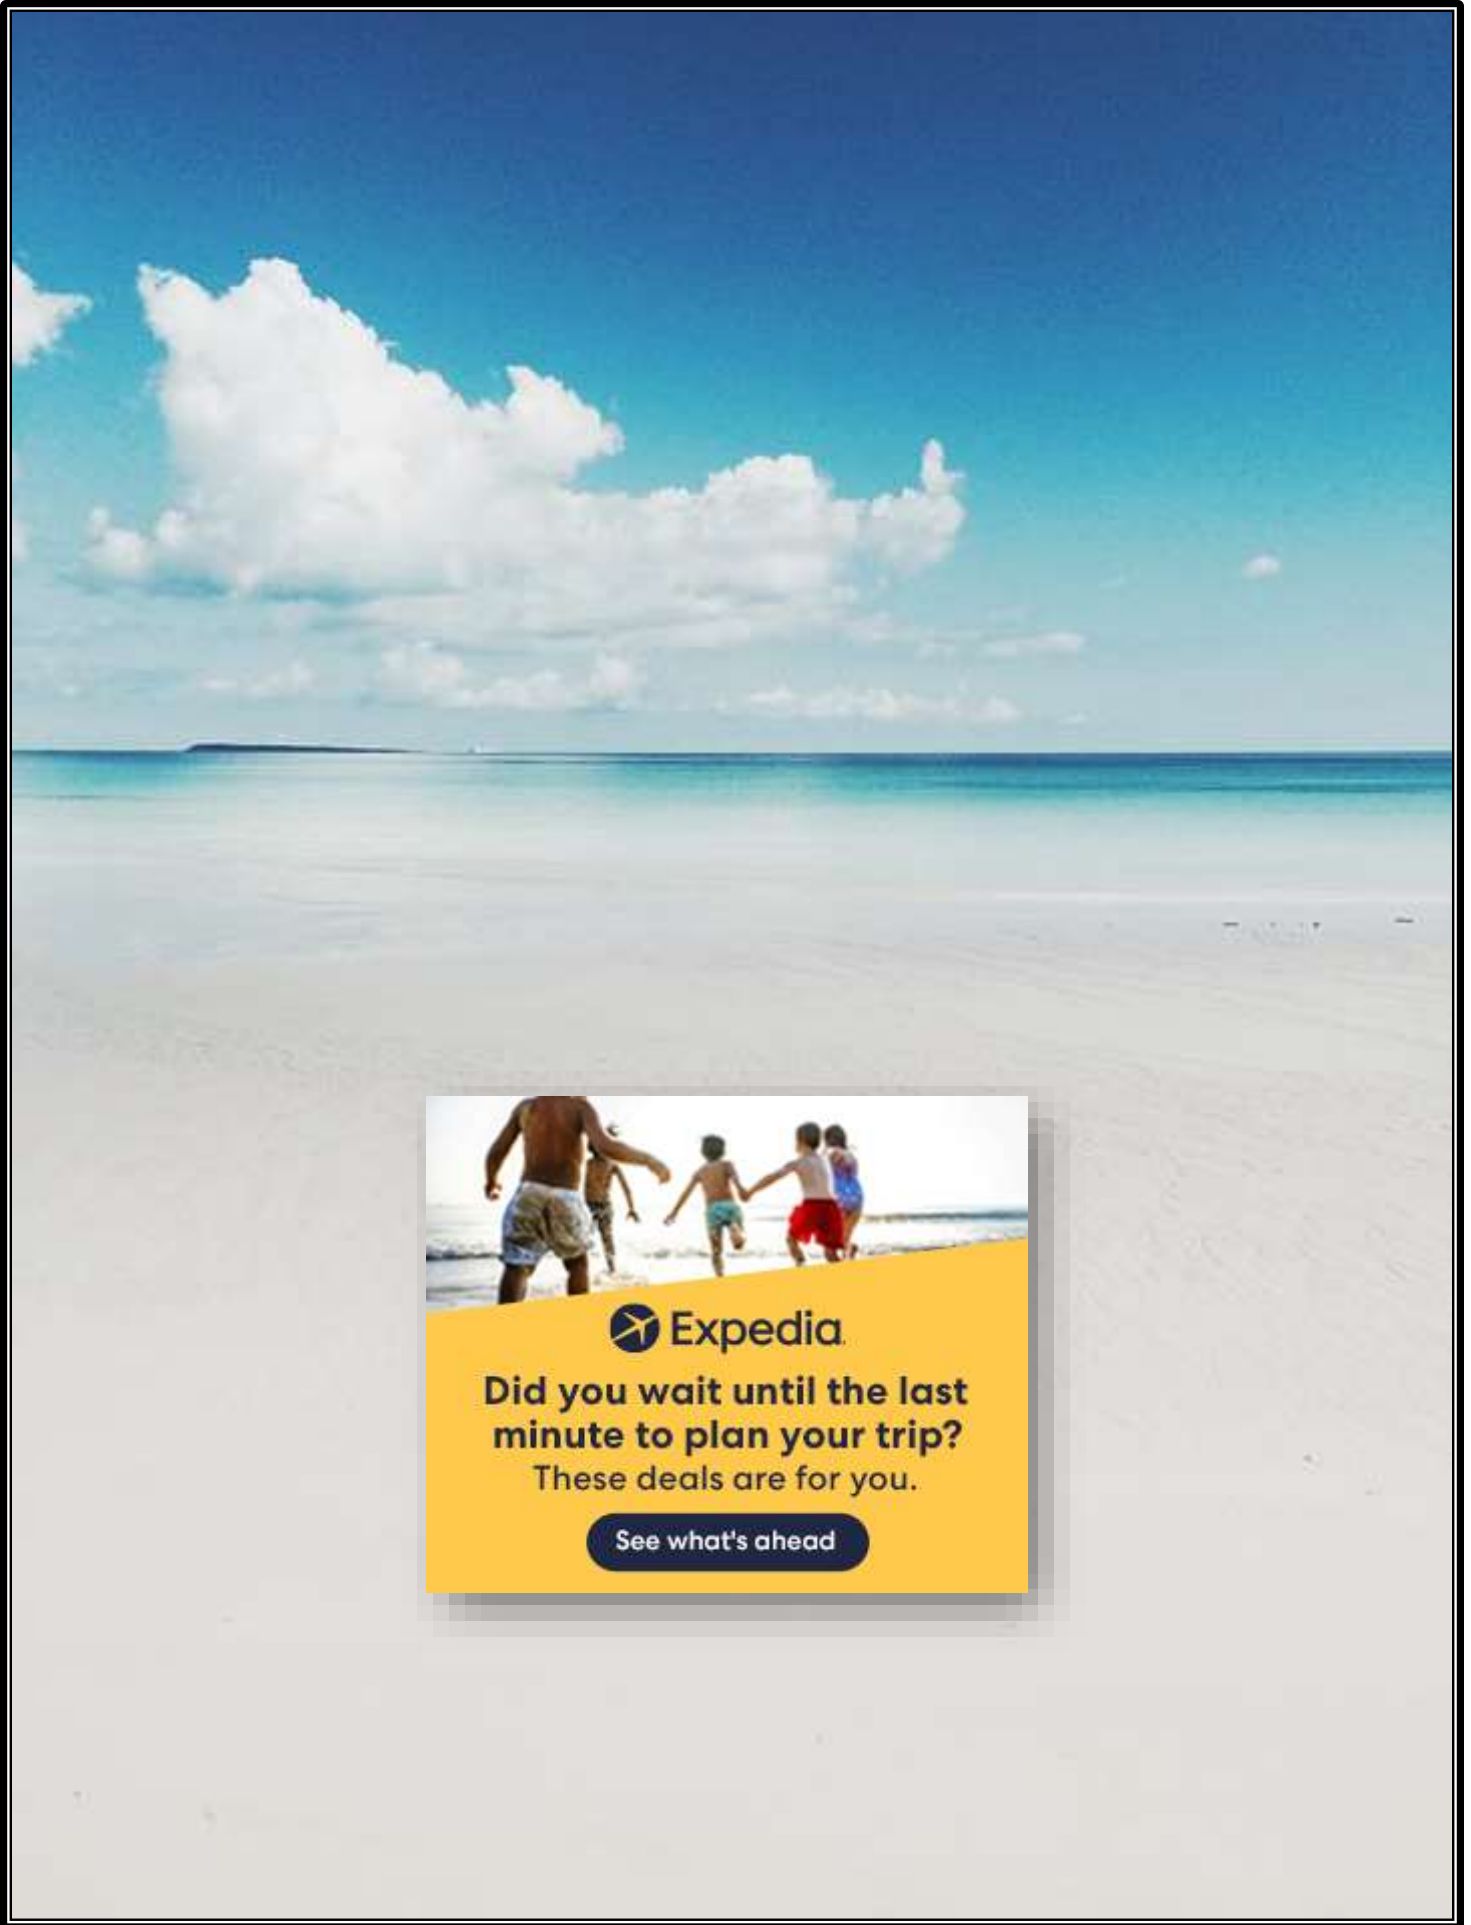 Expedia
Did you wait until the last
minute to plan your trip?
These deals are for you.
See what's ahead